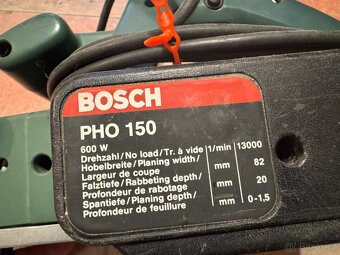 BOSCH
PHO 150
600 W
Drehzahl/No load/Tr. à vide 1/min 13000
Hobelbreite/Planing width/ mm 82
Largeur de coupe
Falztiefe/Rabbeting depth/ mm 20
Profondeur de rabotage
Spantiefe/Planing depth/ mm 0-1,5
Profondeur de feuillure